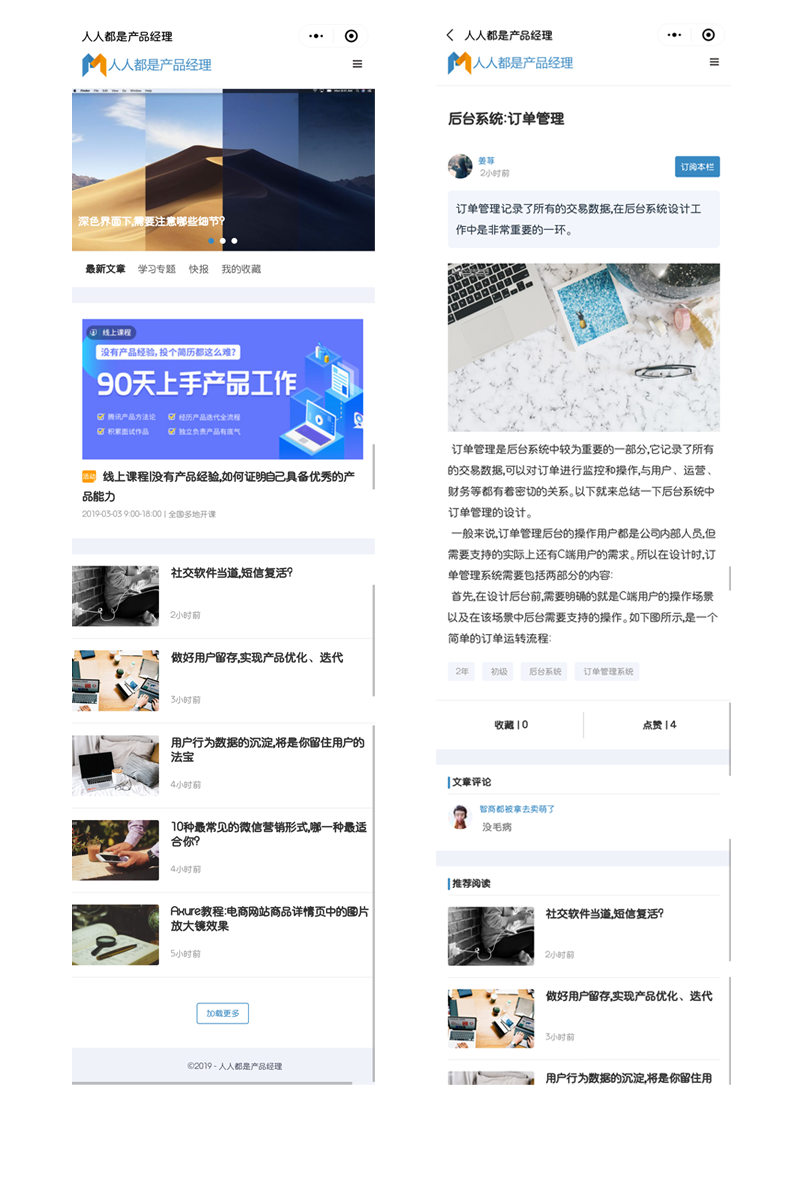 人人都是产品经理
人人都是产品经理
深色界面下,需要注意哪些细节?
最新文章 学习专题 快报 我的收藏
线上课程
没有产品经验,投个简历都这么难?
90天上手产品工作
腾讯产品方法论 经历产品迭代全流程
积累面试作品 独立负责产品有底气
活动 线上课程|没有产品经验,如何证明自己具备优秀的产
品能力
2019-03-03 9:00-18:00 | 全国多地开课
社交软件当道,短信复活?
2小时前
做好用户留存,实现产品优化、迭代
3小时前
用户行为数据的沉淀,将是你留住用户的
法宝
4小时前
10种最常见的微信营销形式,哪一种最适
合你?
4小时前
Axure教程:电商网站商品详情页中的图片
放大镜效果
5小时前
加载更多
©2019 - 人人都是产品经理
人人都是产品经理
人人都是产品经理
后台系统:订单管理
姜荨
2小时前
订阅本栏
订单管理记录了所有的交易数据,在后台系统设计工
作中是非常重要的一环。
订单管理是后台系统中较为重要的一部分,它记录了所有
的交易数据,可以对订单进行监控和操作,与用户、运营、
财务等都有着密切的关系。以下就来总结一下后台系统中
订单管理的设计。
一般来说,订单管理后台的操作用户都是公司内部人员,但
需要支持的实际上还有C端用户的需求。所以在设计时,订
单管理系统需要包括两部分的内容:
首先,在设计后台前,需要明确的就是C端用户的操作场景
以及在该场景中后台需要支持的操作。如下图所示,是一个
简单的订单运转流程:
2年 初级 后台系统 订单管理系统
收藏 | 0 点赞 | 4
文章评论
智商都被拿去卖萌了
没毛病
推荐阅读
社交软件当道,短信复活?
2小时前
做好用户留存,实现产品优化、迭代
3小时前
用户行为数据的沉淀,将是你留住用